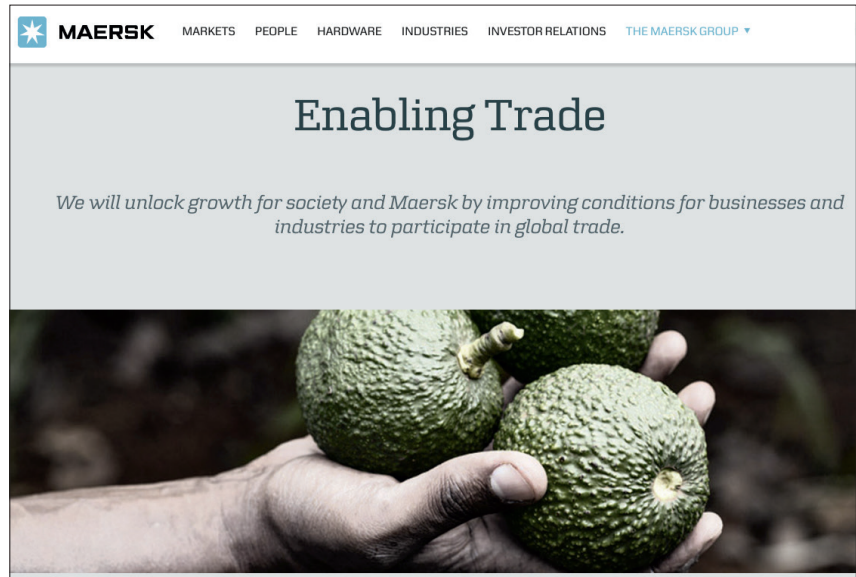 MAERSK MARKETS PEOPLE HARDWARE INDUSTRIES INVESTOR RELATIONS THE MAERSK GROUP ▼
Enabling Trade
We will unlock growth for society and Maersk by improving conditions for businesses and
industries to participate in global trade.